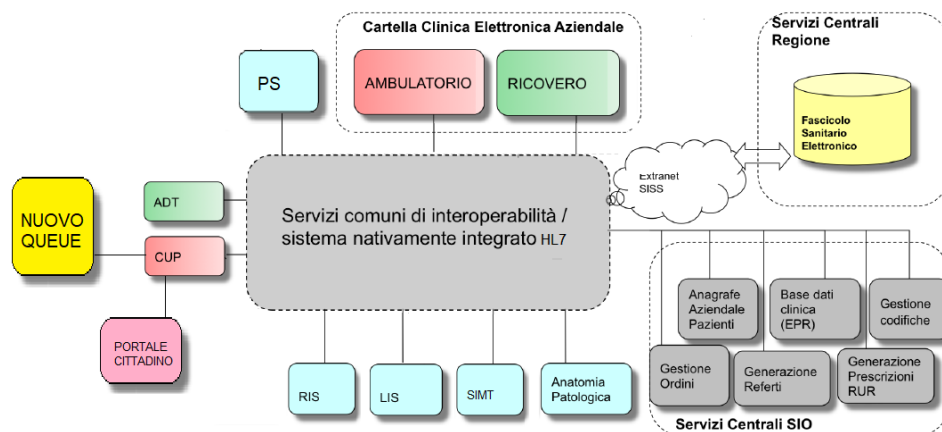 Cartella Clinica Elettronica Aziendale
Servizi Centrali
Regione
PS
AMBULATORIO
RICOVERO
Fascicolo
Sanitario
Elettronico
Extranet
SISS
NUOVO
QUEUE
ADT
CUP
Servizi comuni di interoperabilità /
sistema nativamente integrato HL7
PORTALE
CITTADINO
Anagrafe
Aziendale
Pazienti
Base dati
clinica
(EPR)
Gestione
codifiche
Gestione
Ordini
Generazione
Referti
Generazione
Prescrizioni
RUR
RIS
LIS
SIMT
Anatomia
Patologica
Servizi Centrali SIO